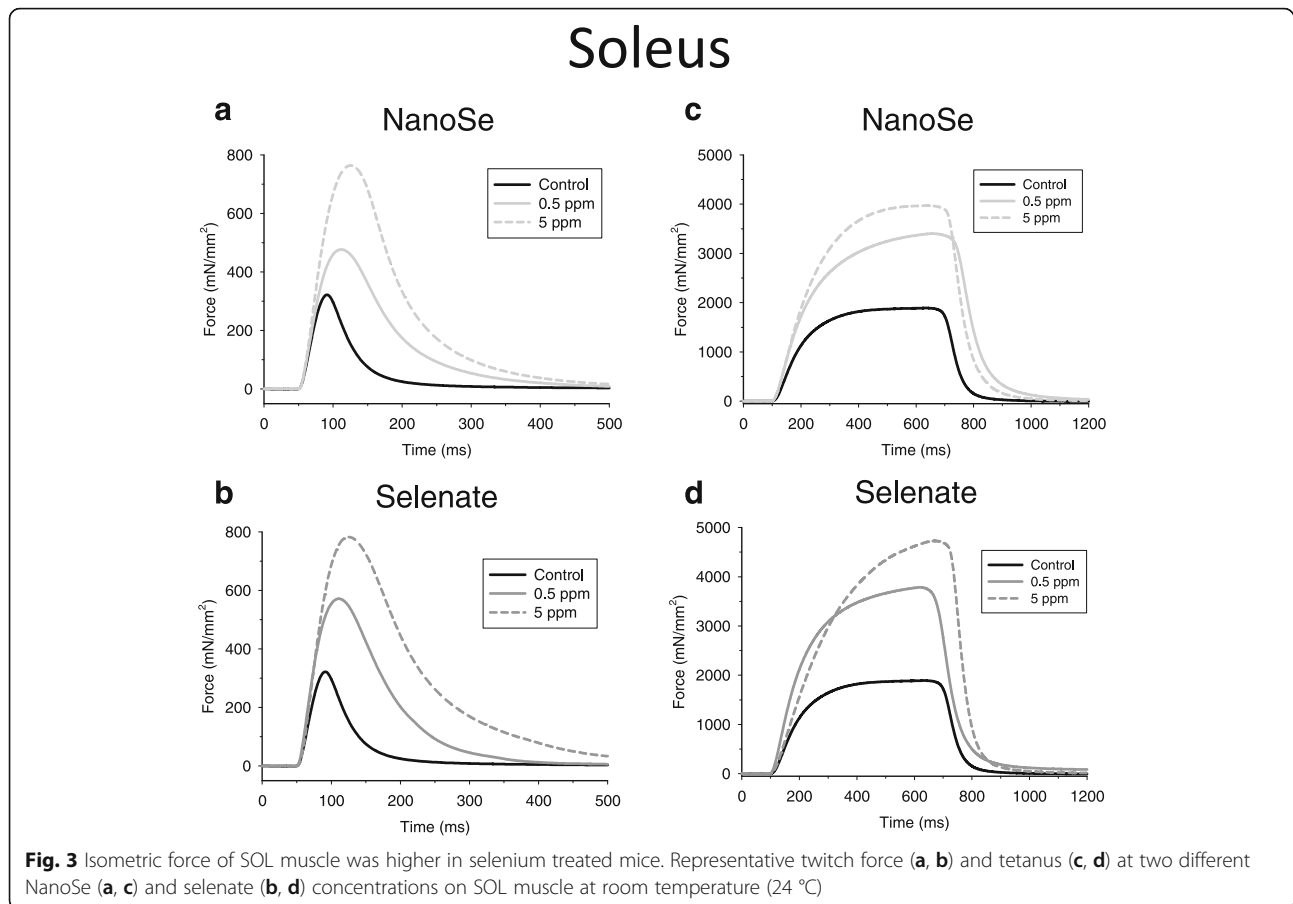 Soleus
a
NanoSe
800
600
400
200
0
Force (mN/mm²)
Control
0.5 ppm
5 ppm
0 100 200 300 400 500
Time (ms)
c
NanoSe
5000
4000
3000
2000
1000
0
Force (mN/mm²)
Control
0.5 ppm
5 ppm
0 200 400 600 800 1000 1200
Time (ms)
b
Selenate
800
600
400
200
0
Force (mN/mm²)
Control
0.5 ppm
5 ppm
0 100 200 300 400 500
Time (ms)
d
Selenate
5000
4000
3000
2000
1000
0
Force (mN/mm²)
Control
0.5 ppm
5 ppm
0 200 400 600 800 1000 1200
Time (ms)
Fig. 3 Isometric force of SOL muscle was higher in selenium treated mice. Representative twitch force (a, b) and tetanus (c, d) at two different
NanoSe (a, c) and selenate (b, d) concentrations on SOL muscle at room temperature (24 °C)